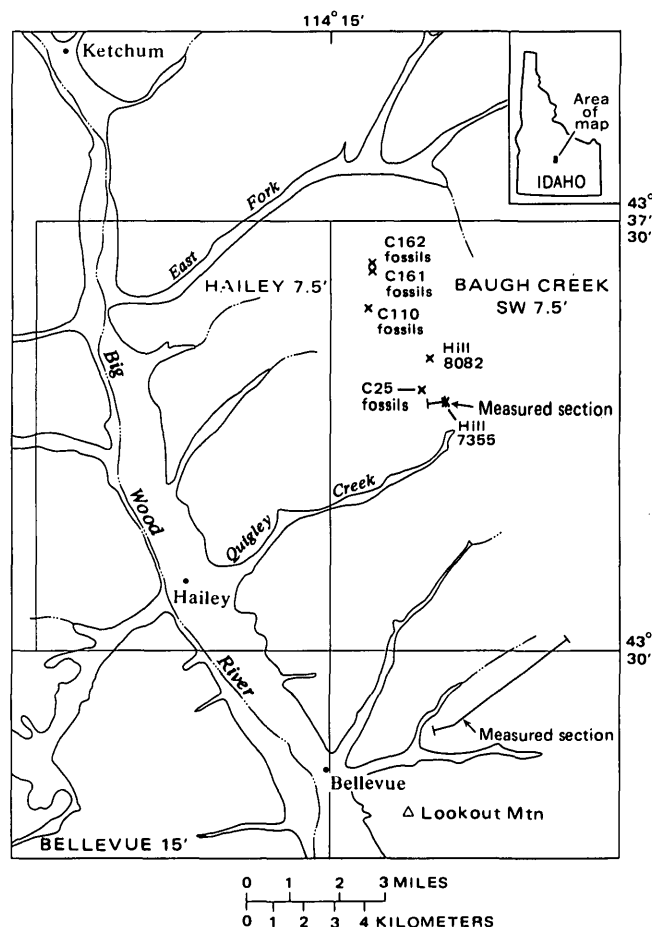 114° 15'
Ketchum
Area
of
map
IDAHO
43°
37'
30"
East Fork
C162
fossils
C161
fossils
HAILEY 7.5'
BAUGH CREEK
SW 7.5'
C110
fossils
Big
Hill
8082
C25
fossils
Measured section
Hill
7355
Wood
Quigley Creek
Hailey
43°
30'
River
Measured section
Bellevue
Lookout Mtn
BELLEVUE 15'
0 1 2 3 MILES
0 1 2 3 4 KILOMETERS